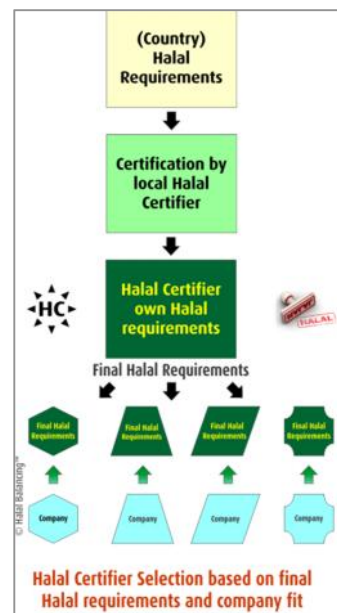 (Country)
Halal
Requirements
Certification by
local Halal
Certifier
HC
Halal Certifier
own Halal
requirements
HALAL
Final Halal Requirements
Final Halal
Requirements
Final Halal
Requirements
Final Halal
Requirements
Final Halal
Requirements
Company
Company
Company
Company
© Halal Balancing™
Halal Certifier Selection based on final
Halal requirements and company fit